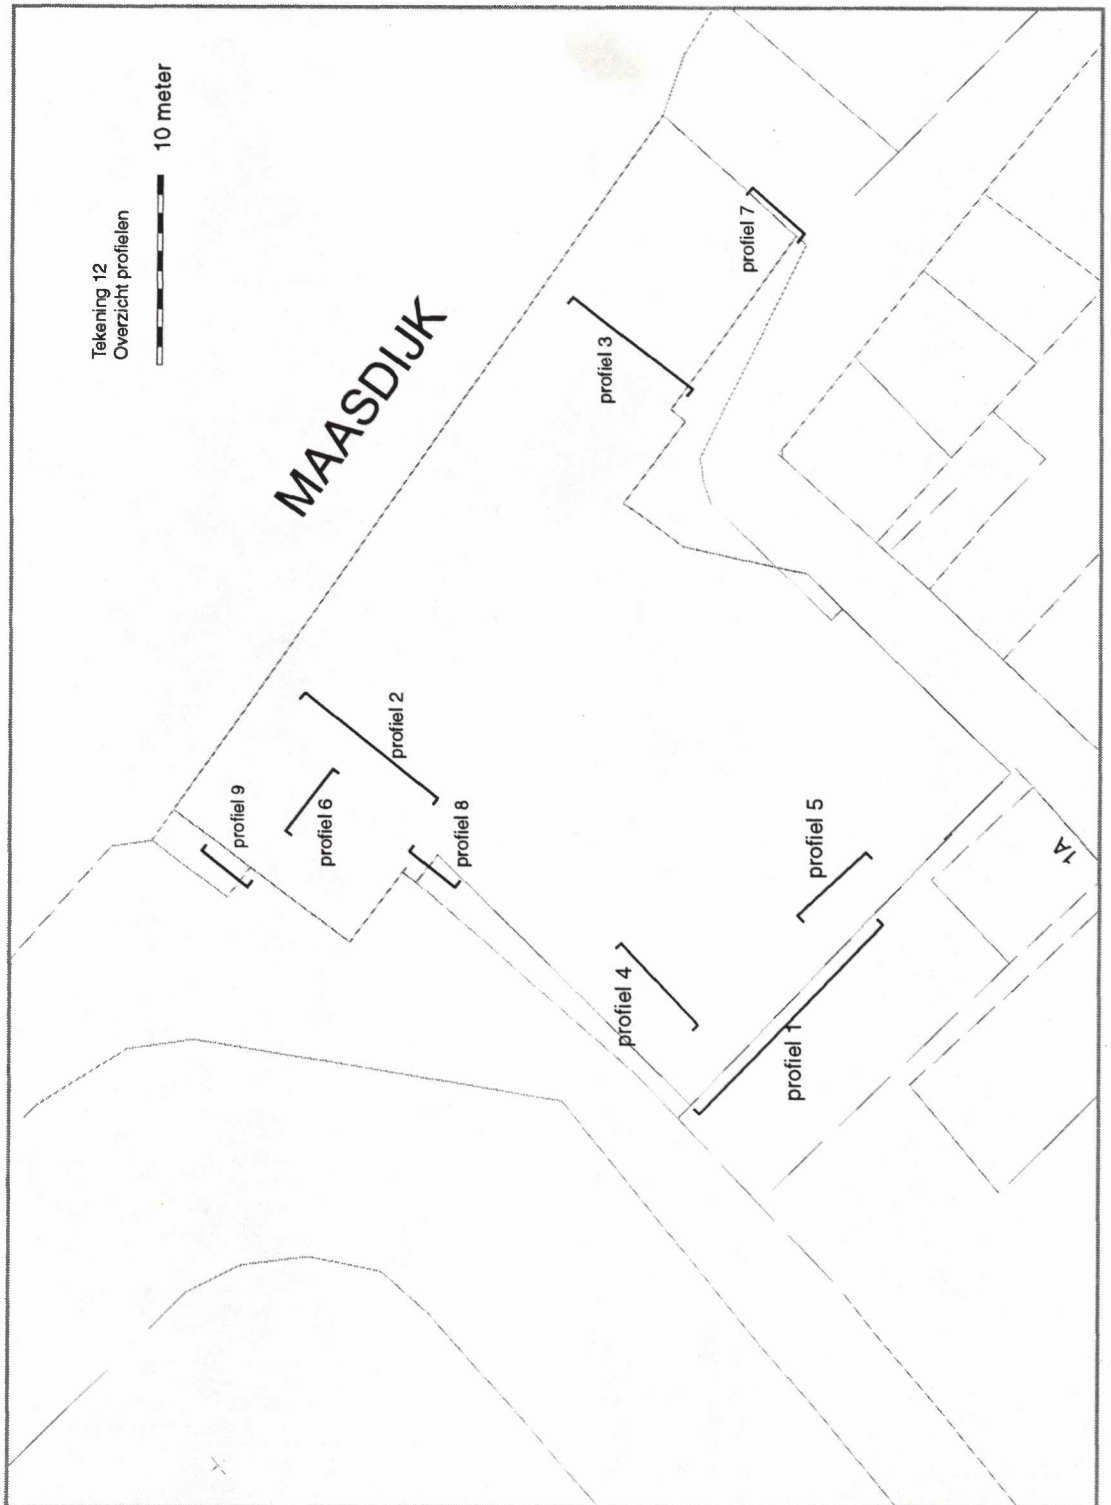 Tekening 12
Overzicht profielen
10 meter
MAASDIJK
profiel 7
profiel 3
profiel 2
profiel 9
profiel 6
profiel 8
profiel 5
profiel 4
profiel 1
1A